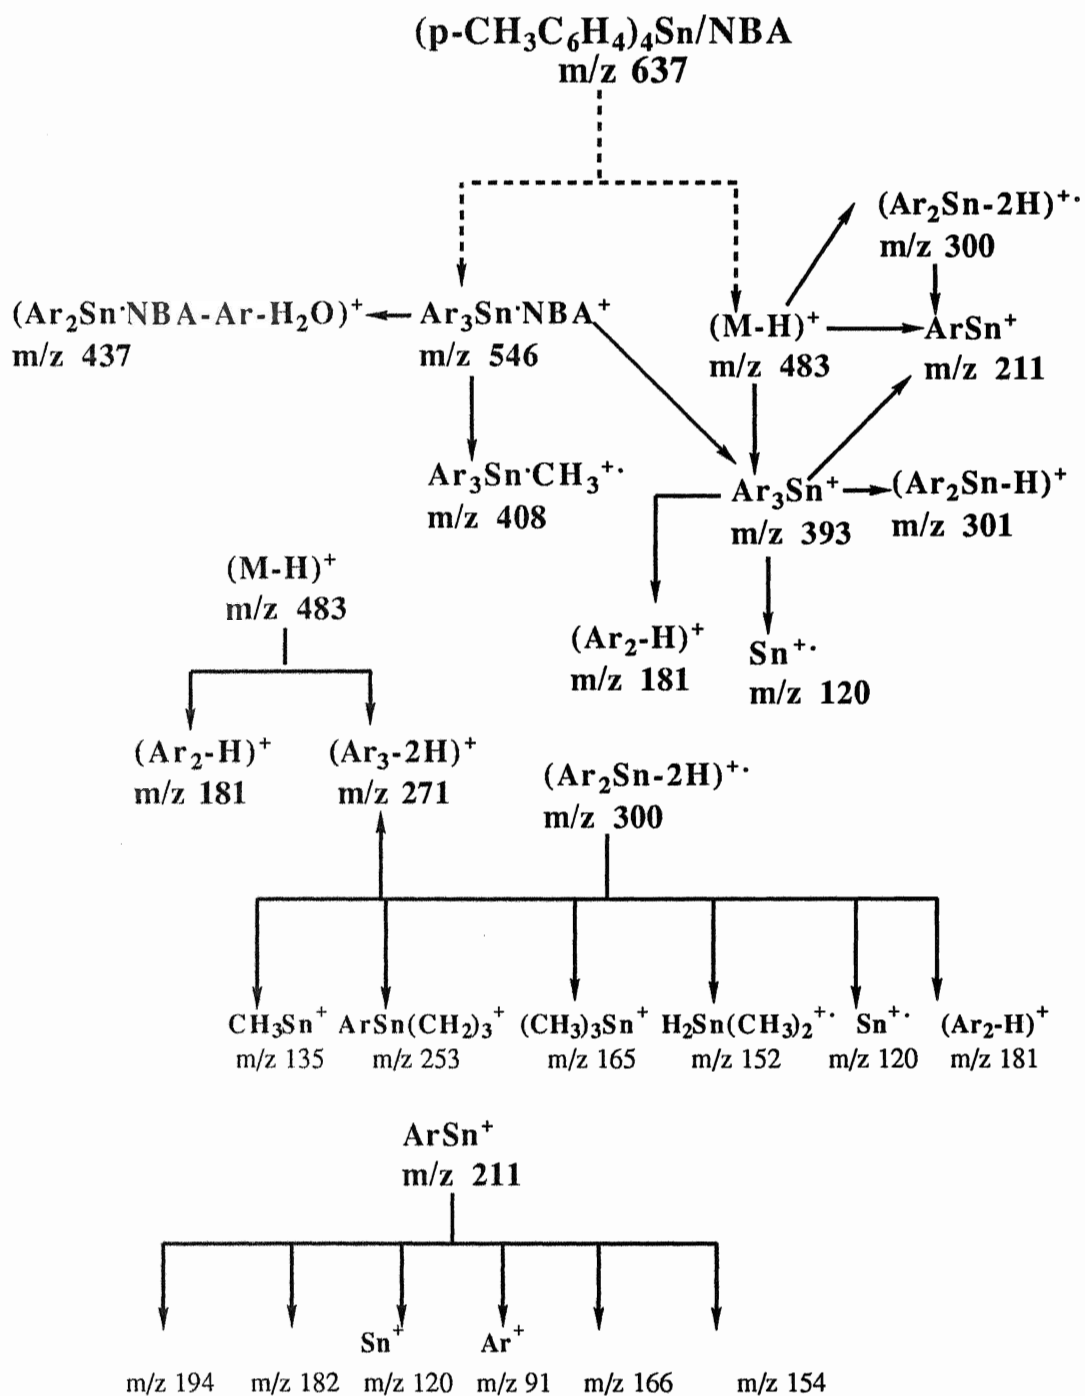 (p-CH₃C₆H₄)₄Sn/NBA
m/z 637
(Ar₂Sn-2H)⁺·
m/z 300
(Ar₂Sn·NBA-Ar-H₂O)⁺
m/z 437
Ar₃Sn·NBA⁺
m/z 546
(M-H)⁺
m/z 483
ArSn⁺
m/z 211
Ar₃Sn·CH₃⁺·
m/z 408
Ar₃Sn⁺
m/z 393
(Ar₂Sn-H)⁺
m/z 301
(M-H)⁺
m/z 483
(Ar₂-H)⁺
m/z 181
Sn⁺·
m/z 120
(Ar₂-H)⁺
m/z 181
(Ar₃-2H)⁺
m/z 271
(Ar₂Sn-2H)⁺·
m/z 300
CH₃Sn⁺
m/z 135
ArSn(CH₂)₃⁺
m/z 253
(CH₃)₃Sn⁺
m/z 165
H₂Sn(CH₃)₂⁺·
m/z 152
Sn⁺·
m/z 120
(Ar₂-H)⁺
m/z 181
ArSn⁺
m/z 211
Sn⁺ Ar⁺
m/z 194 m/z 182 m/z 120 m/z 91 m/z 166 m/z 154